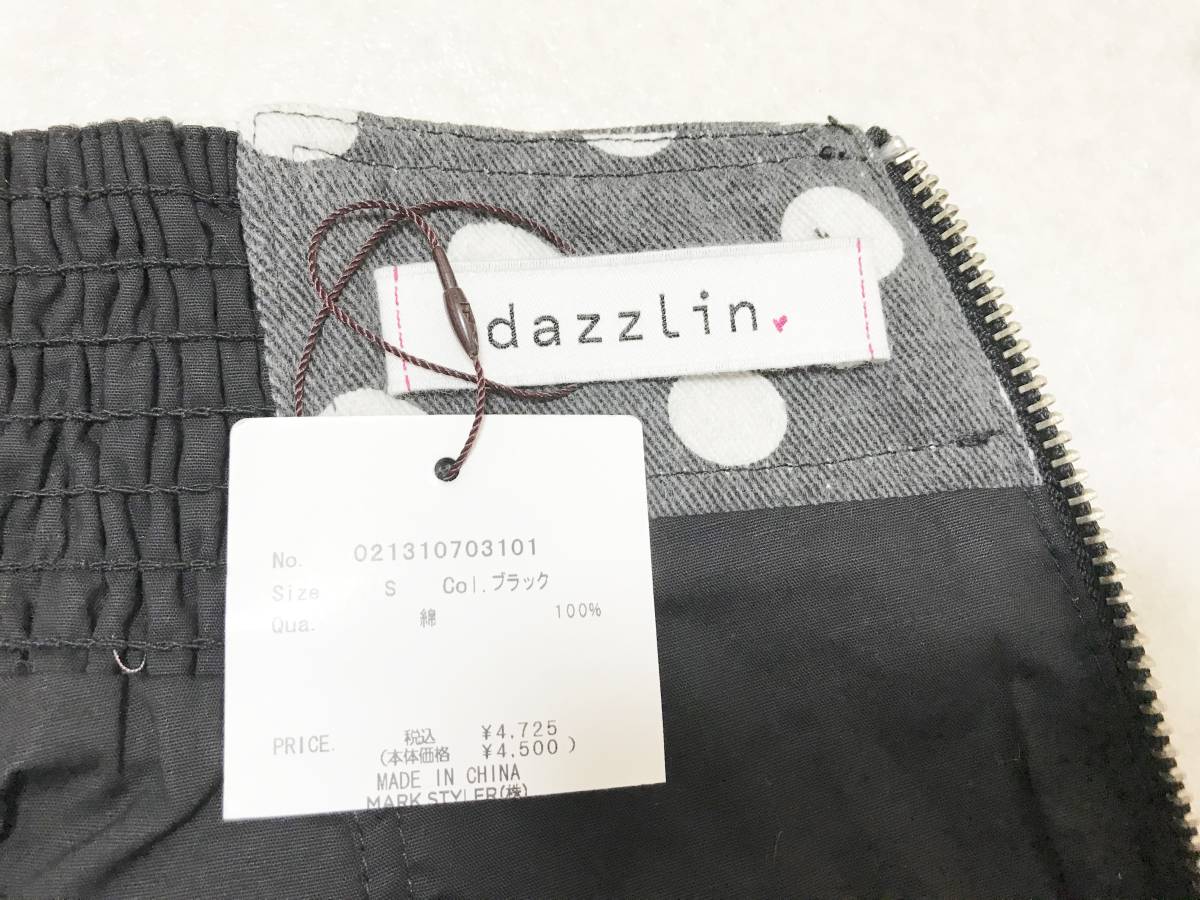 dazzlin
No. 021310703101
Size S Col.ブラック
Qua. 綿 100%
PRICE. 税込 ¥4,725
(本体価格 ¥4,500 )
MADE IN CHINA
MARK STYLER(株)